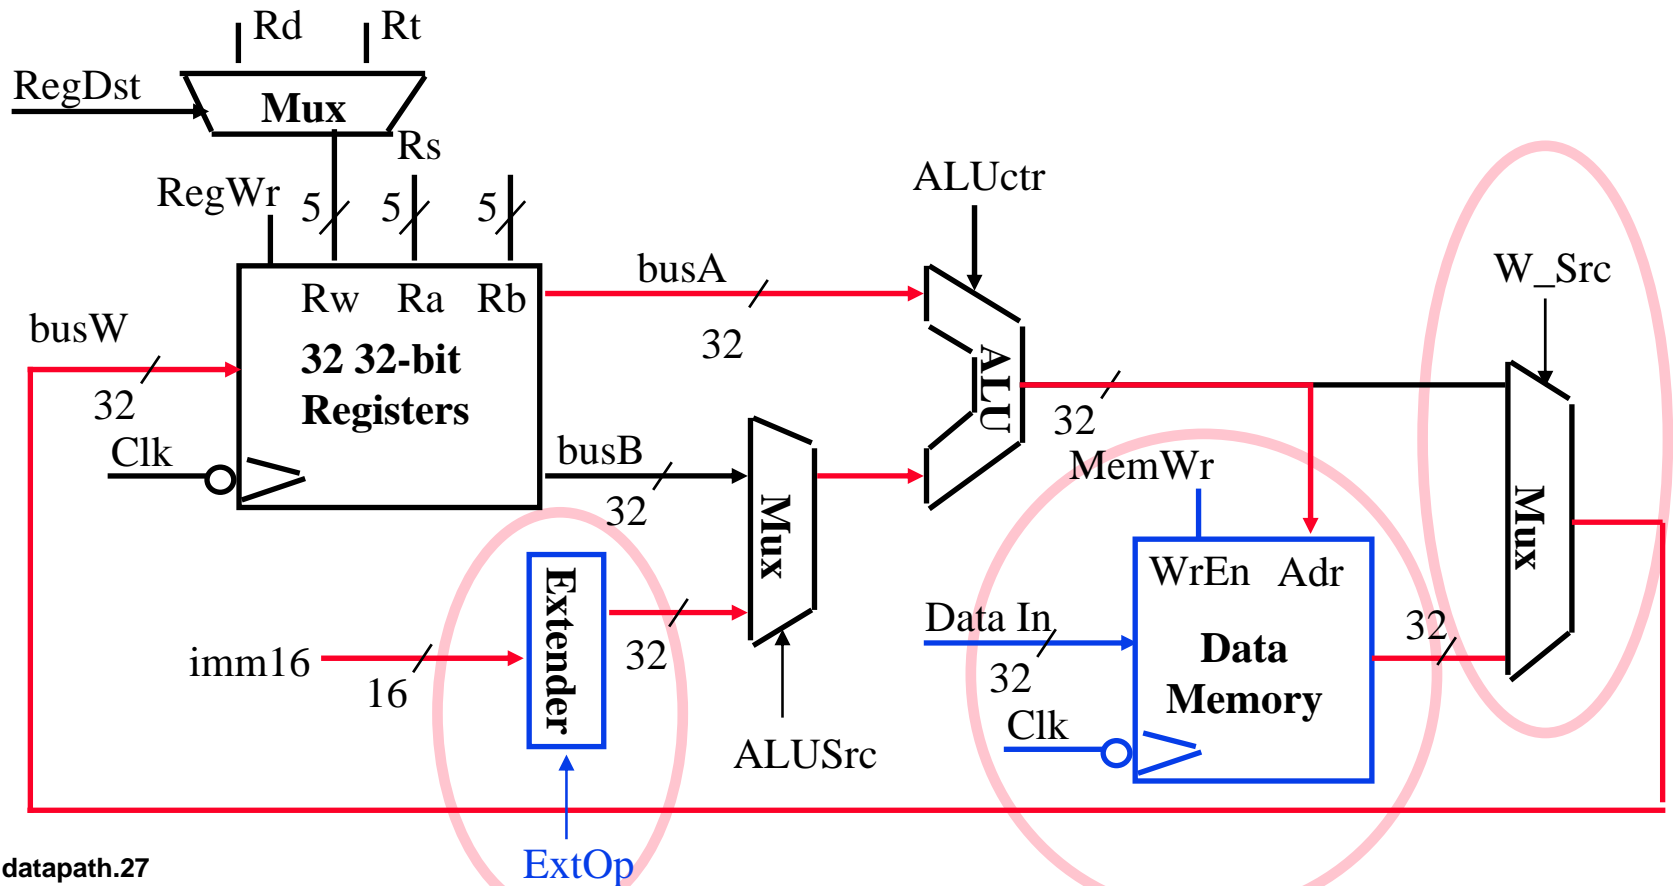 Rd
Rt
RegDst
Mux
Rs
RegWr
5
5
5
ALUctr
busA
W_Src
Rw
Ra
Rb
busW
32
32 32-bit
Registers
ALU
32
32
Clk
busB
MemWr
32
Mux
Mux
WrEn
Adr
Extender
Data In
32
32
Data
Memory
32
imm16
16
32
Clk
ALUSrc
ExtOp
datapath.27